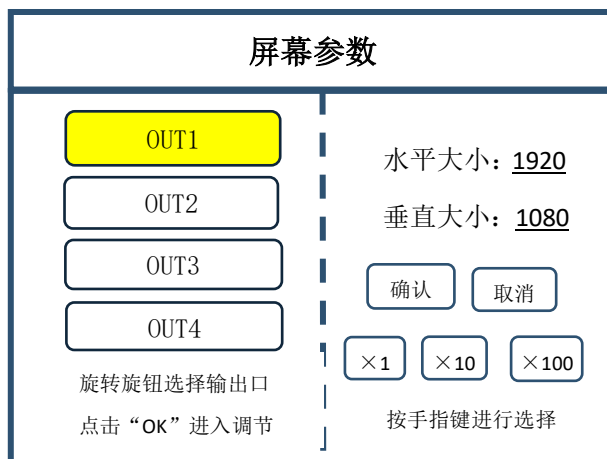 屏幕参数
OUT1
OUT2
OUT3
OUT4
旋转旋钮选择输出口
点击“OK”进入调节
水平大小：1920
垂直大小：1080
确认 取消
×1 ×10 ×100
按手指键进行选择